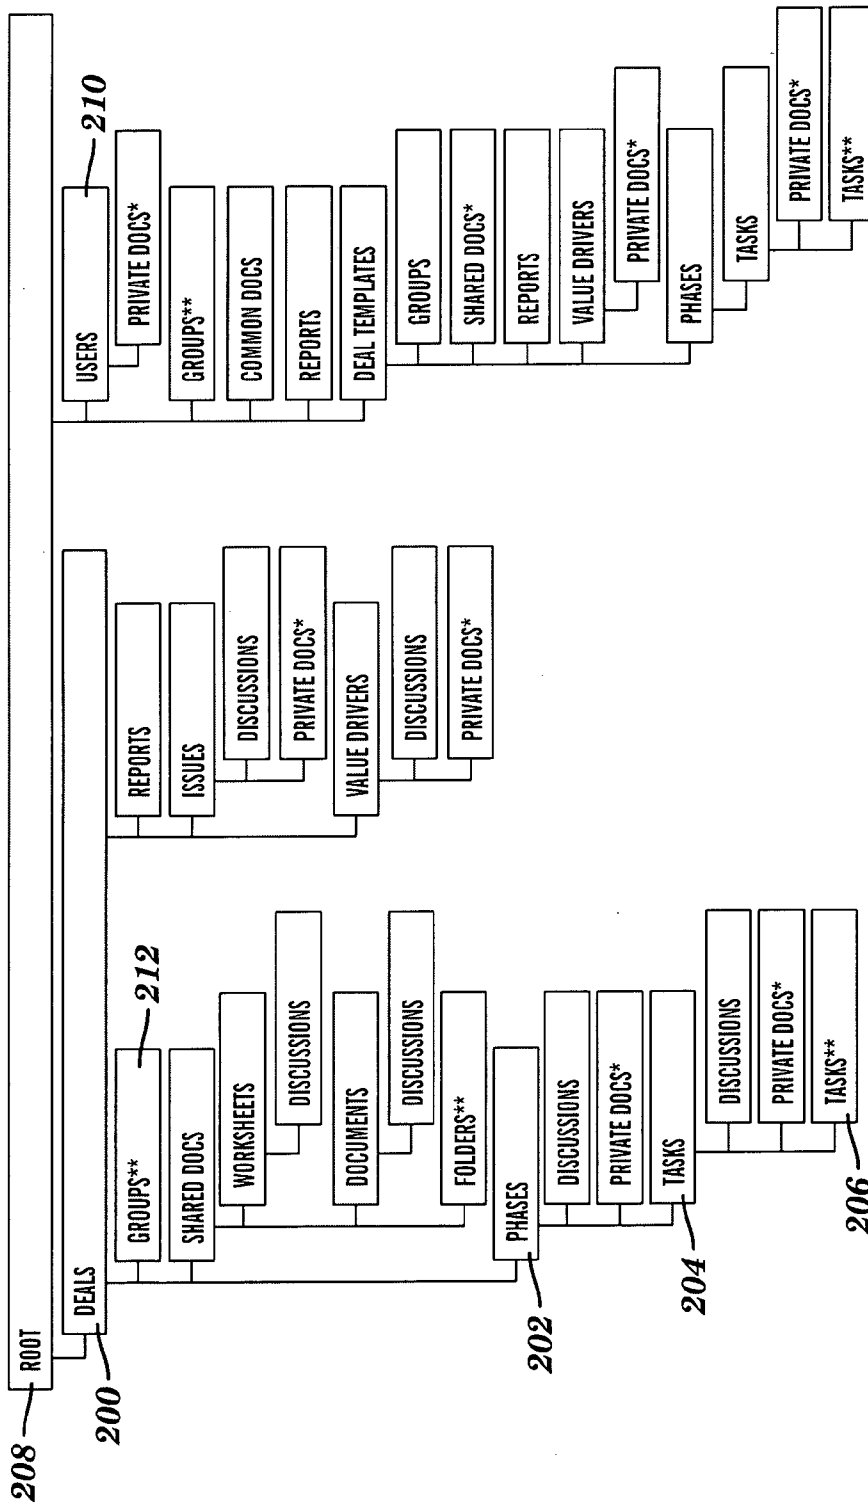 208
ROOT
200
DEALS
GROUPS**
212
SHARED DOCS
WORKSHEETS
DISCUSSIONS
DOCUMENTS
DISCUSSIONS
FOLDERS**
202
PHASES
DISCUSSIONS
PRIVATE DOCS*
204
TASKS
DISCUSSIONS
PRIVATE DOCS*
206
TASKS**
REPORTS
ISSUES
DISCUSSIONS
PRIVATE DOCS*
VALUE DRIVERS
DISCUSSIONS
PRIVATE DOCS*
USERS
210
PRIVATE DOCS*
GROUPS**
COMMON DOCS
REPORTS
DEAL TEMPLATES
GROUPS
SHARED DOCS*
REPORTS
VALUE DRIVERS
PRIVATE DOCS*
PHASES
TASKS
PRIVATE DOCS*
TASKS**